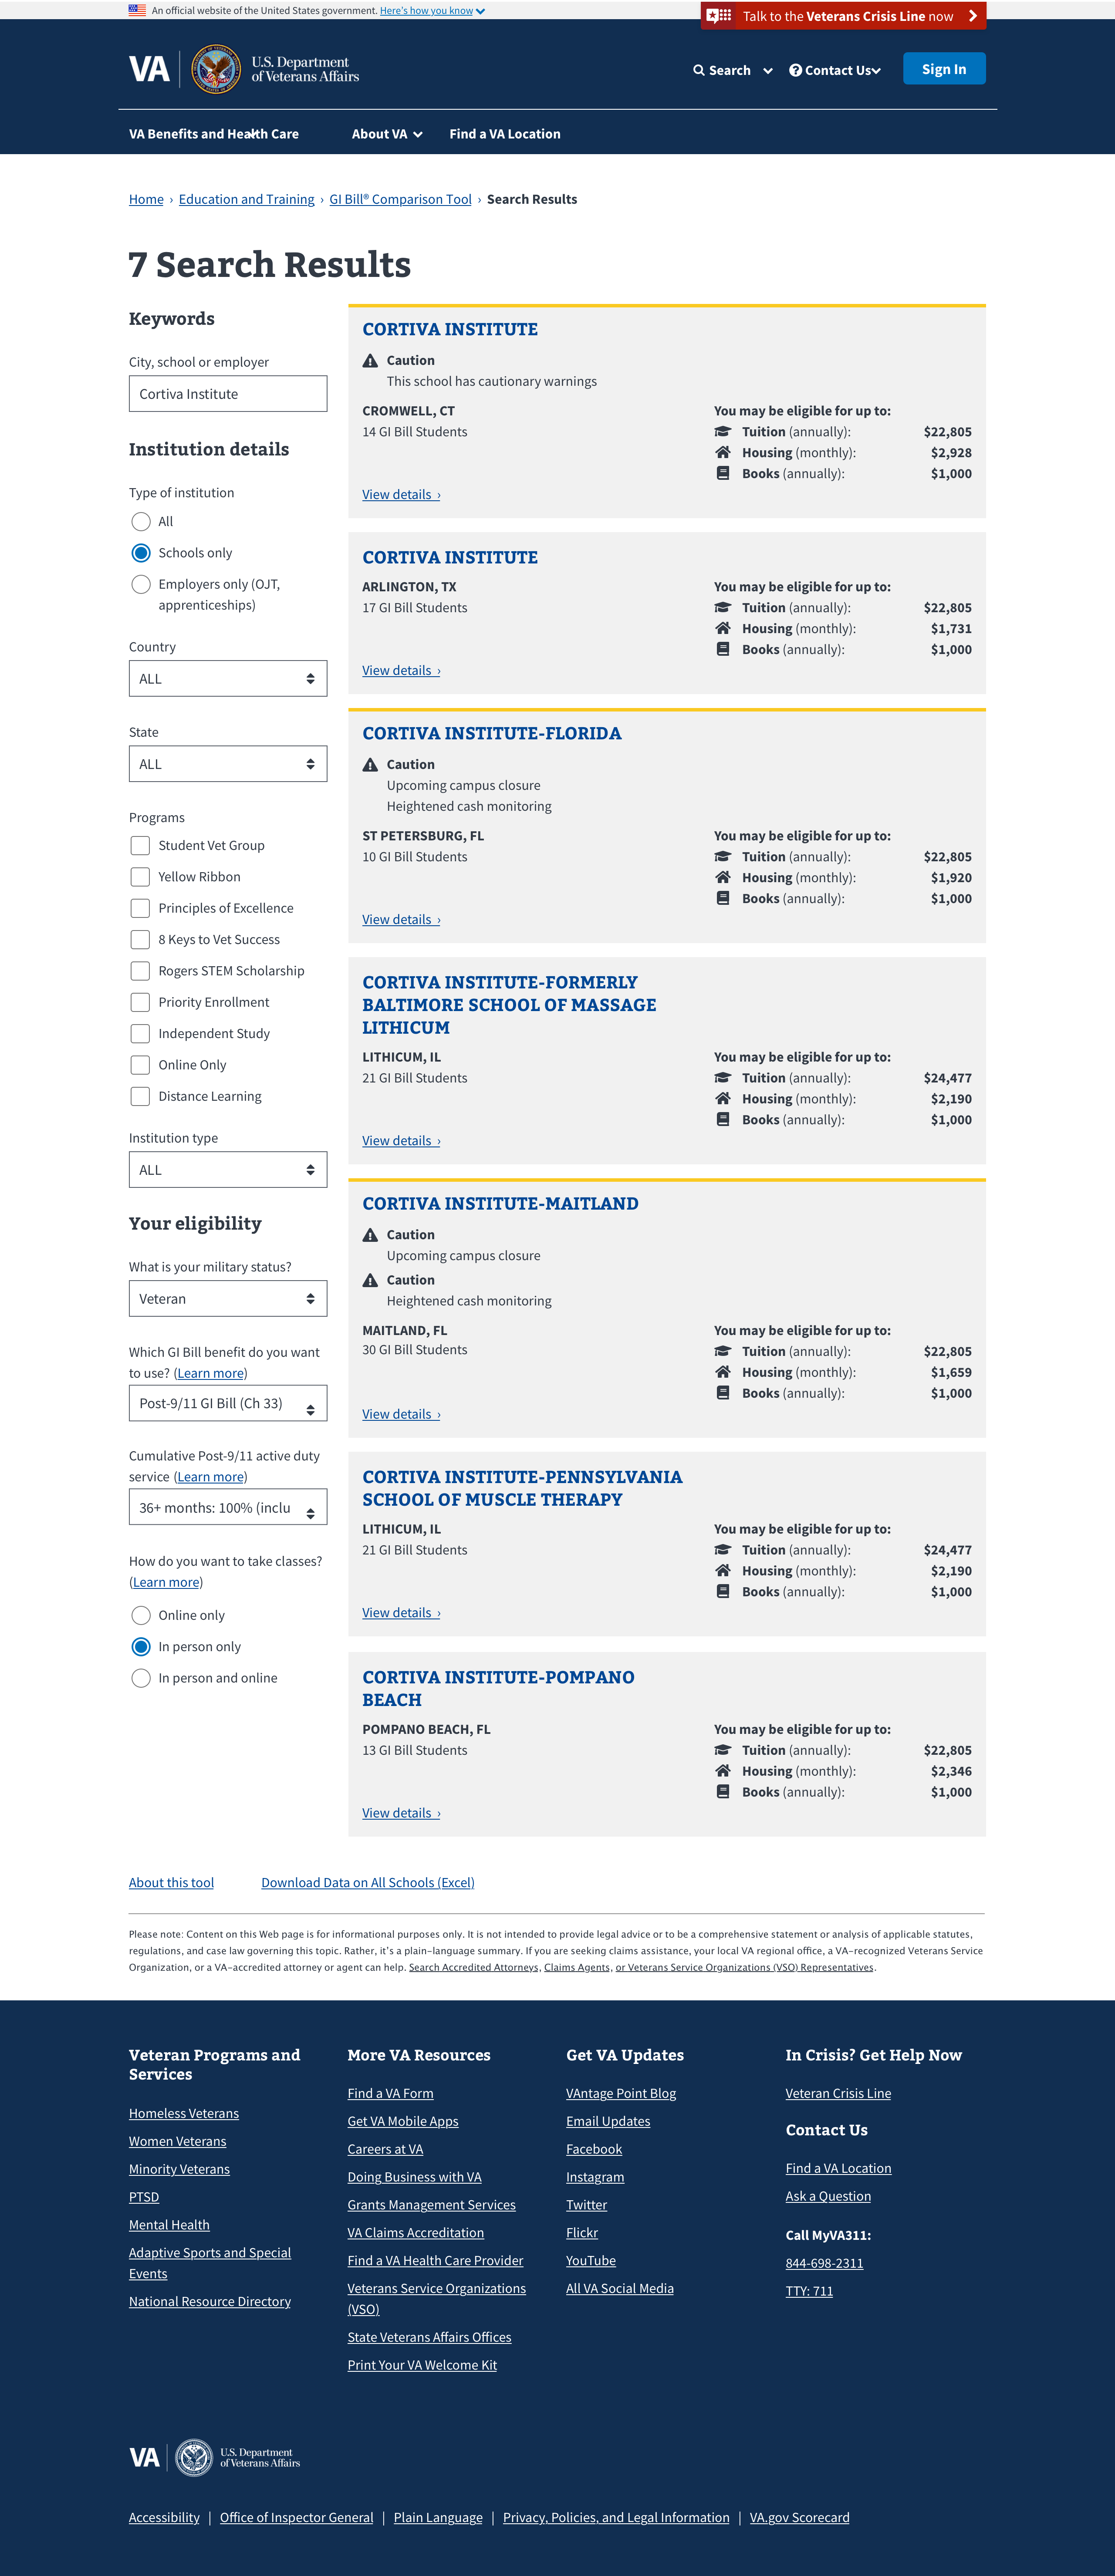 An official website of the United States government. Here's how you know
Talk to the Veterans Crisis Line now
VA
U.S. Department
of Veterans Affairs
Search
Contact Us
Sign In
VA Benefits and Health Care
About VA
Find a VA Location
Home › Education and Training › GI Bill® Comparison Tool › Search Results
7 Search Results
Keywords
City, school or employer
Cortiva Institute
Institution details
Type of institution
All
Schools only
Employers only (OJT,
apprenticeships)
Country
ALL
State
ALL
Programs
Student Vet Group
Yellow Ribbon
Principles of Excellence
8 Keys to Vet Success
Rogers STEM Scholarship
Priority Enrollment
Independent Study
Online Only
Distance Learning
Institution type
ALL
Your eligibility
What is your military status?
Veteran
Which GI Bill benefit do you want
to use? (Learn more)
Post-9/11 GI Bill (Ch 33)
Cumulative Post-9/11 active duty
service (Learn more)
36+ months: 100% (inclu
How do you want to take classes?
(Learn more)
Online only
In person only
In person and online
CORTIVA INSTITUTE
Caution
This school has cautionary warnings
CROMWELL, CT
14 GI Bill Students
You may be eligible for up to:
Tuition (annually): $22,805
Housing (monthly): $2,928
Books (annually): $1,000
View details ›
CORTIVA INSTITUTE
ARLINGTON, TX
17 GI Bill Students
You may be eligible for up to:
Tuition (annually): $22,805
Housing (monthly): $1,731
Books (annually): $1,000
View details ›
CORTIVA INSTITUTE-FLORIDA
Caution
Upcoming campus closure
Heightened cash monitoring
ST PETERSBURG, FL
10 GI Bill Students
You may be eligible for up to:
Tuition (annually): $22,805
Housing (monthly): $1,920
Books (annually): $1,000
View details ›
CORTIVA INSTITUTE-FORMERLY
BALTIMORE SCHOOL OF MASSAGE
LITHICUM
LITHICUM, IL
21 GI Bill Students
You may be eligible for up to:
Tuition (annually): $24,477
Housing (monthly): $2,190
Books (annually): $1,000
View details ›
CORTIVA INSTITUTE-MAITLAND
Caution
Upcoming campus closure
Caution
Heightened cash monitoring
MAITLAND, FL
30 GI Bill Students
You may be eligible for up to:
Tuition (annually): $22,805
Housing (monthly): $1,659
Books (annually): $1,000
View details ›
CORTIVA INSTITUTE-PENNSYLVANIA
SCHOOL OF MUSCLE THERAPY
LITHICUM, IL
21 GI Bill Students
You may be eligible for up to:
Tuition (annually): $24,477
Housing (monthly): $2,190
Books (annually): $1,000
View details ›
CORTIVA INSTITUTE-POMPANO
BEACH
POMPANO BEACH, FL
13 GI Bill Students
You may be eligible for up to:
Tuition (annually): $22,805
Housing (monthly): $2,346
Books (annually): $1,000
View details ›
About this tool
Download Data on All Schools (Excel)
Please note: Content on this Web page is for informational purposes only. It is not intended to provide legal advice or to be a comprehensive statement or analysis of applicable statutes,
regulations, and case law governing this topic. Rather, it's a plain-language summary. If you are seeking claims assistance, your local VA regional office, a VA-recognized Veterans Service
Organization, or a VA-accredited attorney or agent can help. Search Accredited Attorneys, Claims Agents, or Veterans Service Organizations (VSO) Representatives.
Veteran Programs and
Services
Homeless Veterans
Women Veterans
Minority Veterans
PTSD
Mental Health
Adaptive Sports and Special
Events
National Resource Directory
More VA Resources
Find a VA Form
Get VA Mobile Apps
Careers at VA
Doing Business with VA
Grants Management Services
VA Claims Accreditation
Find a VA Health Care Provider
Veterans Service Organizations
(VSO)
State Veterans Affairs Offices
Print Your VA Welcome Kit
Get VA Updates
VAntage Point Blog
Email Updates
Facebook
Instagram
Twitter
Flickr
YouTube
All VA Social Media
In Crisis? Get Help Now
Veteran Crisis Line
Contact Us
Find a VA Location
Ask a Question
Call MyVA311:
844-698-2311
TTY: 711
VA
U.S. Department
of Veterans Affairs
Accessibility | Office of Inspector General | Plain Language | Privacy, Policies, and Legal Information | VA.gov Scorecard